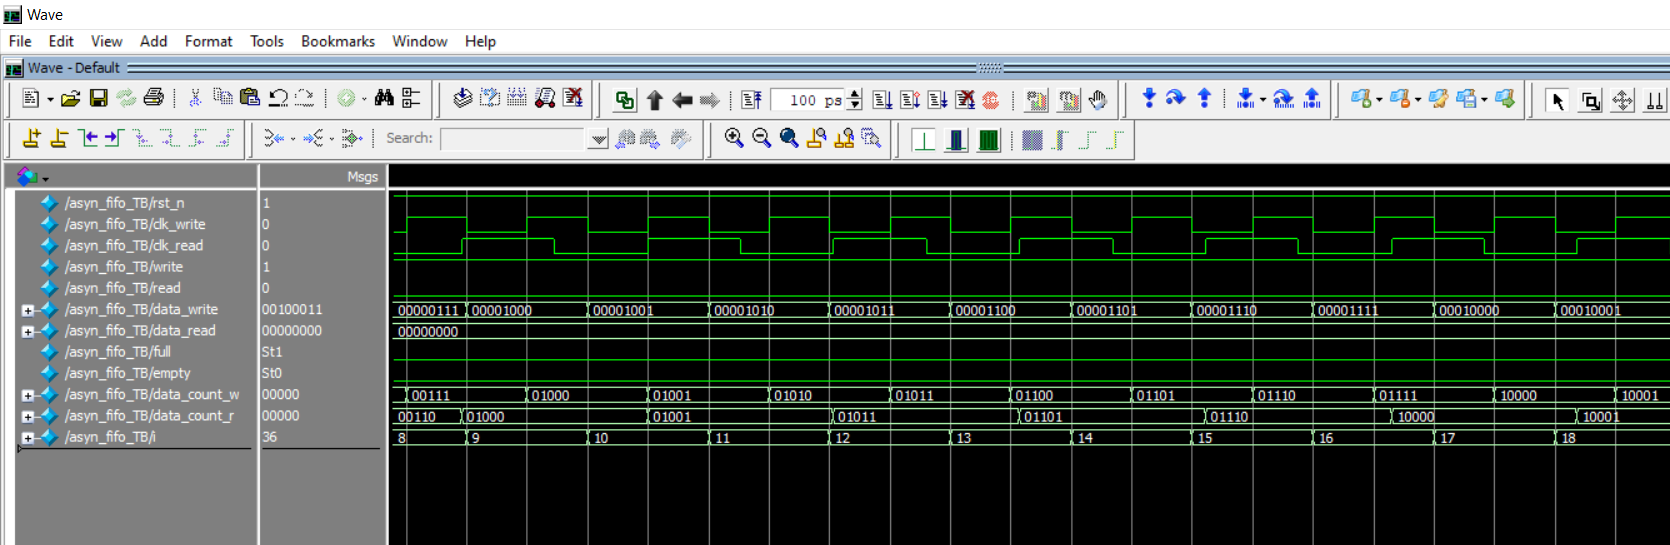 Wave
File Edit View Add Format Tools Bookmarks Window Help
Wave - Default
100 ps
Search:
Msgs
/asyn_fifo_TB/rst_n 1
/asyn_fifo_TB/clk_write 0
/asyn_fifo_TB/clk_read 0
/asyn_fifo_TB/write 1
/asyn_fifo_TB/read 0
/asyn_fifo_TB/data_write 00100011 00000111 00001000 00001001 00001010 00001011 00001100 00001101 00001110 00001111 00010000 00010001
/asyn_fifo_TB/data_read 00000000 00000000
/asyn_fifo_TB/full St1
/asyn_fifo_TB/empty St0
/asyn_fifo_TB/data_count_w 00000 00111 01000 01001 01010 01011 01100 01101 01110 01111 10000 10001
/asyn_fifo_TB/data_count_r 00000 00110 01000 01001 01011 01101 01110 10000 10001
/asyn_fifo_TB/i 36 8 9 10 11 12 13 14 15 16 17 18